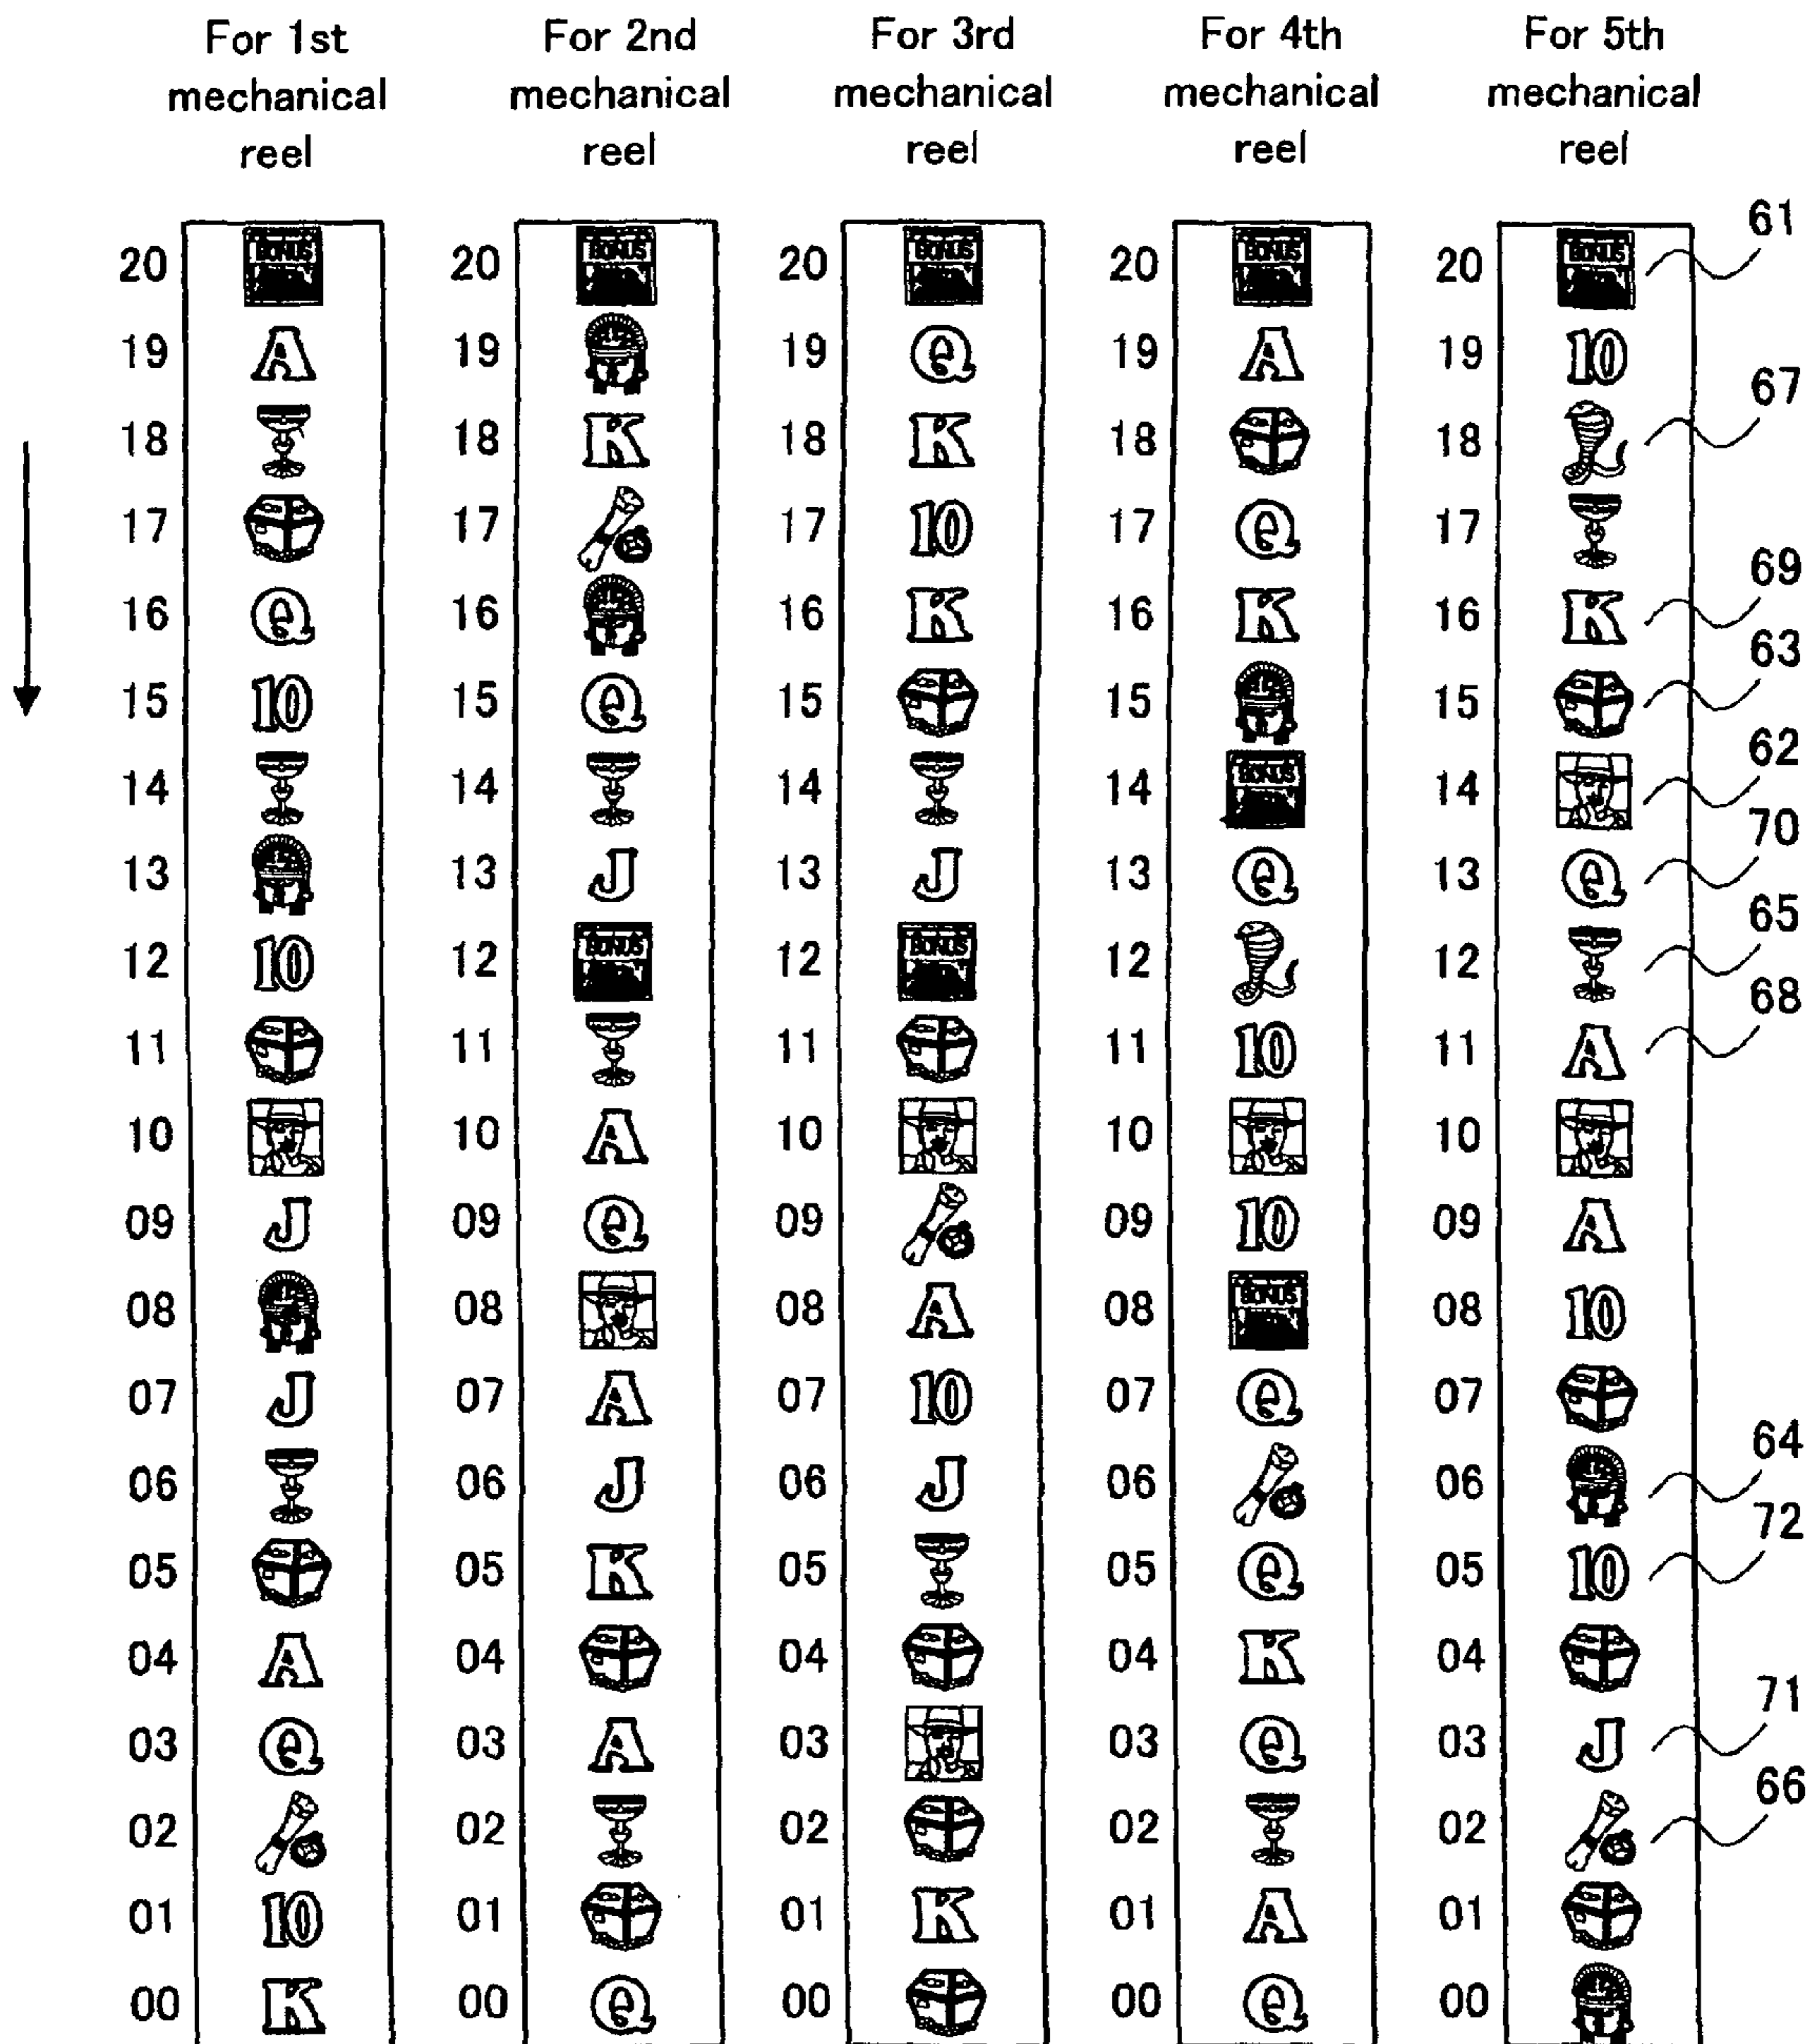 For 1st For 2nd For 3rd For 4th For 5th
mechanical mechanical mechanical mechanical mechanical
reel reel reel reel reel
20 BONUS 20 BONUS 20 BONUS 20 BONUS 20 BONUS 61
19 A 19 19 Q 19 A 19 10
18 18 K 18 K 18 18 67
17 17 17 10 17 Q 17
16 Q 16 16 K 16 K 16 K 69
15 10 15 Q 15 15 15 63
14 14 14 14 BONUS 14 62
13 13 J 13 J 13 Q 13 Q 70
12 10 12 BONUS 12 BONUS 12 12 65
11 11 11 11 10 11 A 68
10 10 A 10 10 10
09 J 09 Q 09 09 10 09 A
08 08 08 A 08 BONUS 08 10
07 J 07 A 07 10 07 Q 07
06 06 J 06 J 06 06 64
05 05 K 05 05 Q 05 10 72
04 A 04 04 04 K 04
03 Q 03 A 03 03 Q 03 J 71
02 02 02 02 02 66
01 10 01 01 K 01 A 01
00 K 00 Q 00 00 Q 00